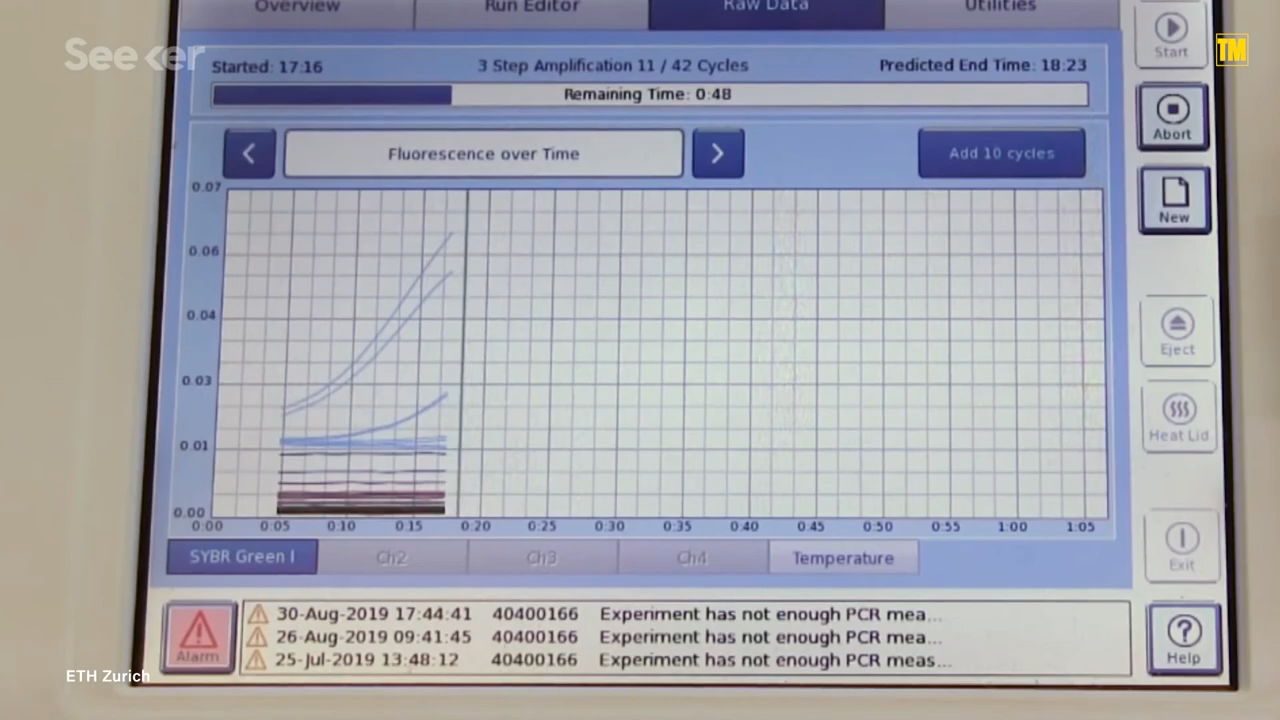 Overview Run Editor Raw Data Utilities
Seeker
TM
Started: 17:16 3 Step Amplification 11 / 42 Cycles Predicted End Time: 18:23
Remaining Time: 0:48
Start
Abort
Fluorescence over Time Add 10 cycles
New
0.07
0.06
0.04
0.03
0.01
0.00
Eject
Heat Lid
0:00 0:05 0:10 0:15 0:20 0:25 0:30 0:35 0:40 0:45 0:50 0:55 1:00 1:05
SYBR Green I Ch2 Ch3 Ch4 Temperature
Exit
30-Aug-2019 17:44:41 40400166 Experiment has not enough PCR mea...
26-Aug-2019 09:41:45 40400166 Experiment has not enough PCR mea...
25-Jul-2019 13:48:12 40400166 Experiment has not enough PCR meas...
Alarm
Help
ETH Zurich